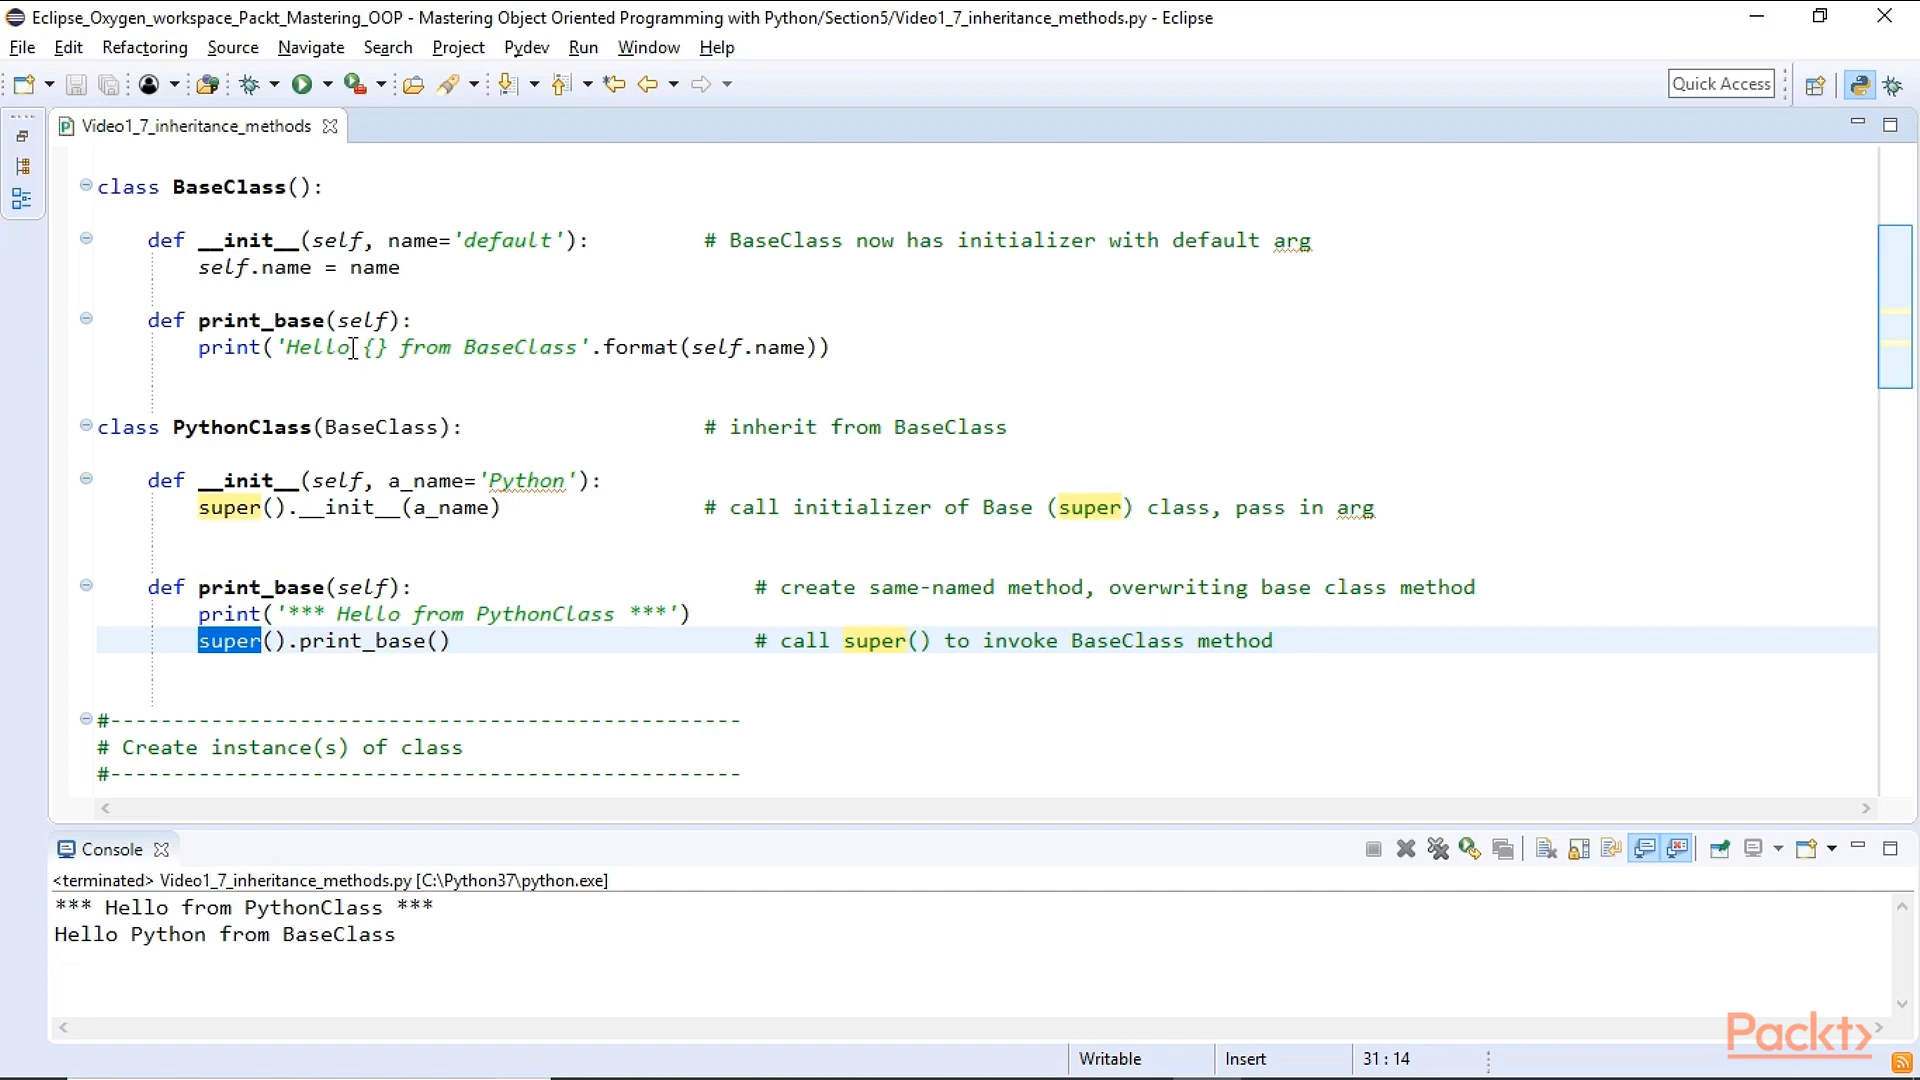 Eclipse_Oxygen_workspace_Packt_Mastering_OOP - Mastering Object Oriented Programming with Python/Section5/Video1_7_inheritance_methods.py - Eclipse
File Edit Refactoring Source Navigate Search Project Pydev Run Window Help
Quick Access
Video1_7_inheritance_methods
class BaseClass():
def __init__(self, name='default'): # BaseClass now has initializer with default arg
self.name = name
def print_base(self):
print('Hello {} from BaseClass'.format(self.name))
class PythonClass(BaseClass): # inherit from BaseClass
def __init__(self, a_name='Python'):
super().__init__(a_name) # call initializer of Base (super) class, pass in arg
def print_base(self): # create same-named method, overwriting base class method
print('*** Hello from PythonClass ***')
super().print_base() # call super() to invoke BaseClass method
#--------------------------------------------------
# Create instance(s) of class
#--------------------------------------------------
Console
<terminated> Video1_7_inheritance_methods.py [C:\Python37\python.exe]
*** Hello from PythonClass ***
Hello Python from BaseClass
Packt>
Writable Insert 31 : 14